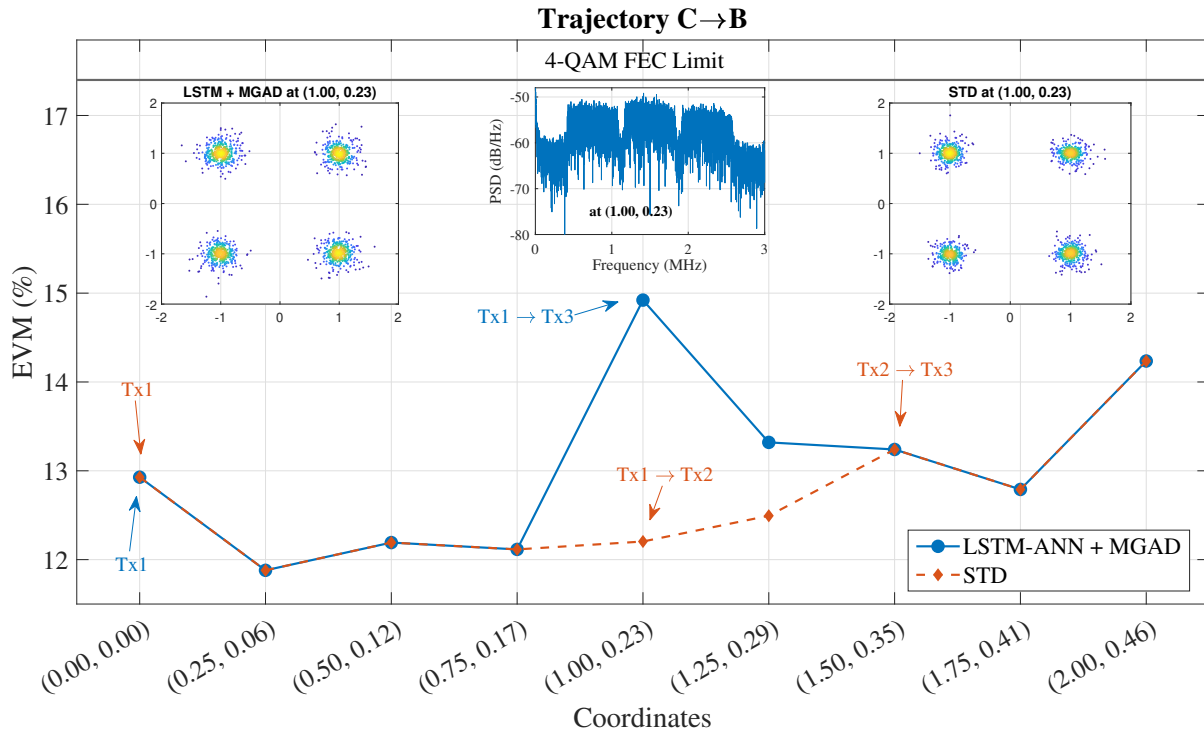 Trajectory C→B
4-QAM FEC Limit
LSTM + MGAD at (1.00, 0.23)
2
1
0
-1
-2
-2
-1
0
1
2
-50
-60
-70
-80
PSD (dB/Hz)
at (1.00, 0.23)
0
1
2
3
Frequency (MHz)
STD at (1.00, 0.23)
2
1
0
-1
-2
-2
-1
0
1
2
17
16
15
14
13
12
EVM (%)
Tx1 → Tx3
Tx2 → Tx3
Tx1
Tx1 → Tx2
Tx1
LSTM-ANN + MGAD
STD
(0.00, 0.00)
(0.25, 0.06)
(0.50, 0.12)
(0.75, 0.17)
(1.00, 0.23)
(1.25, 0.29)
(1.50, 0.35)
(1.75, 0.41)
(2.00, 0.46)
Coordinates